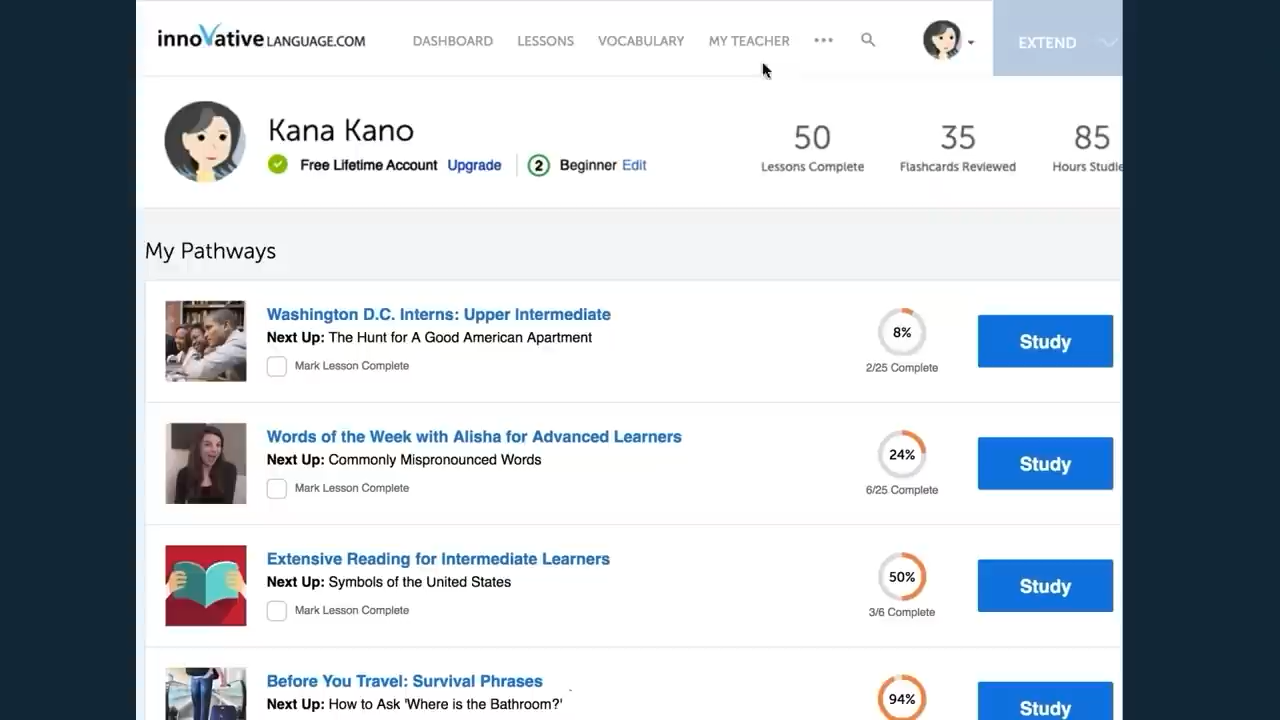 innoVative LANGUAGE.COM DASHBOARD LESSONS VOCABULARY MY TEACHER ••• EXTEND
Kana Kano
Free Lifetime Account Upgrade 2 Beginner Edit
50 35 85
Lessons Complete Flashcards Reviewed Hours Studie
My Pathways
Washington D.C. Interns: Upper Intermediate
Next Up: The Hunt for A Good American Apartment
Mark Lesson Complete
8%
2/25 Complete
Study
Words of the Week with Alisha for Advanced Learners
Next Up: Commonly Mispronounced Words
Mark Lesson Complete
24%
6/25 Complete
Study
Extensive Reading for Intermediate Learners
Next Up: Symbols of the United States
Mark Lesson Complete
50%
3/6 Complete
Study
Before You Travel: Survival Phrases
Next Up: How to Ask 'Where is the Bathroom?'
94%
Study